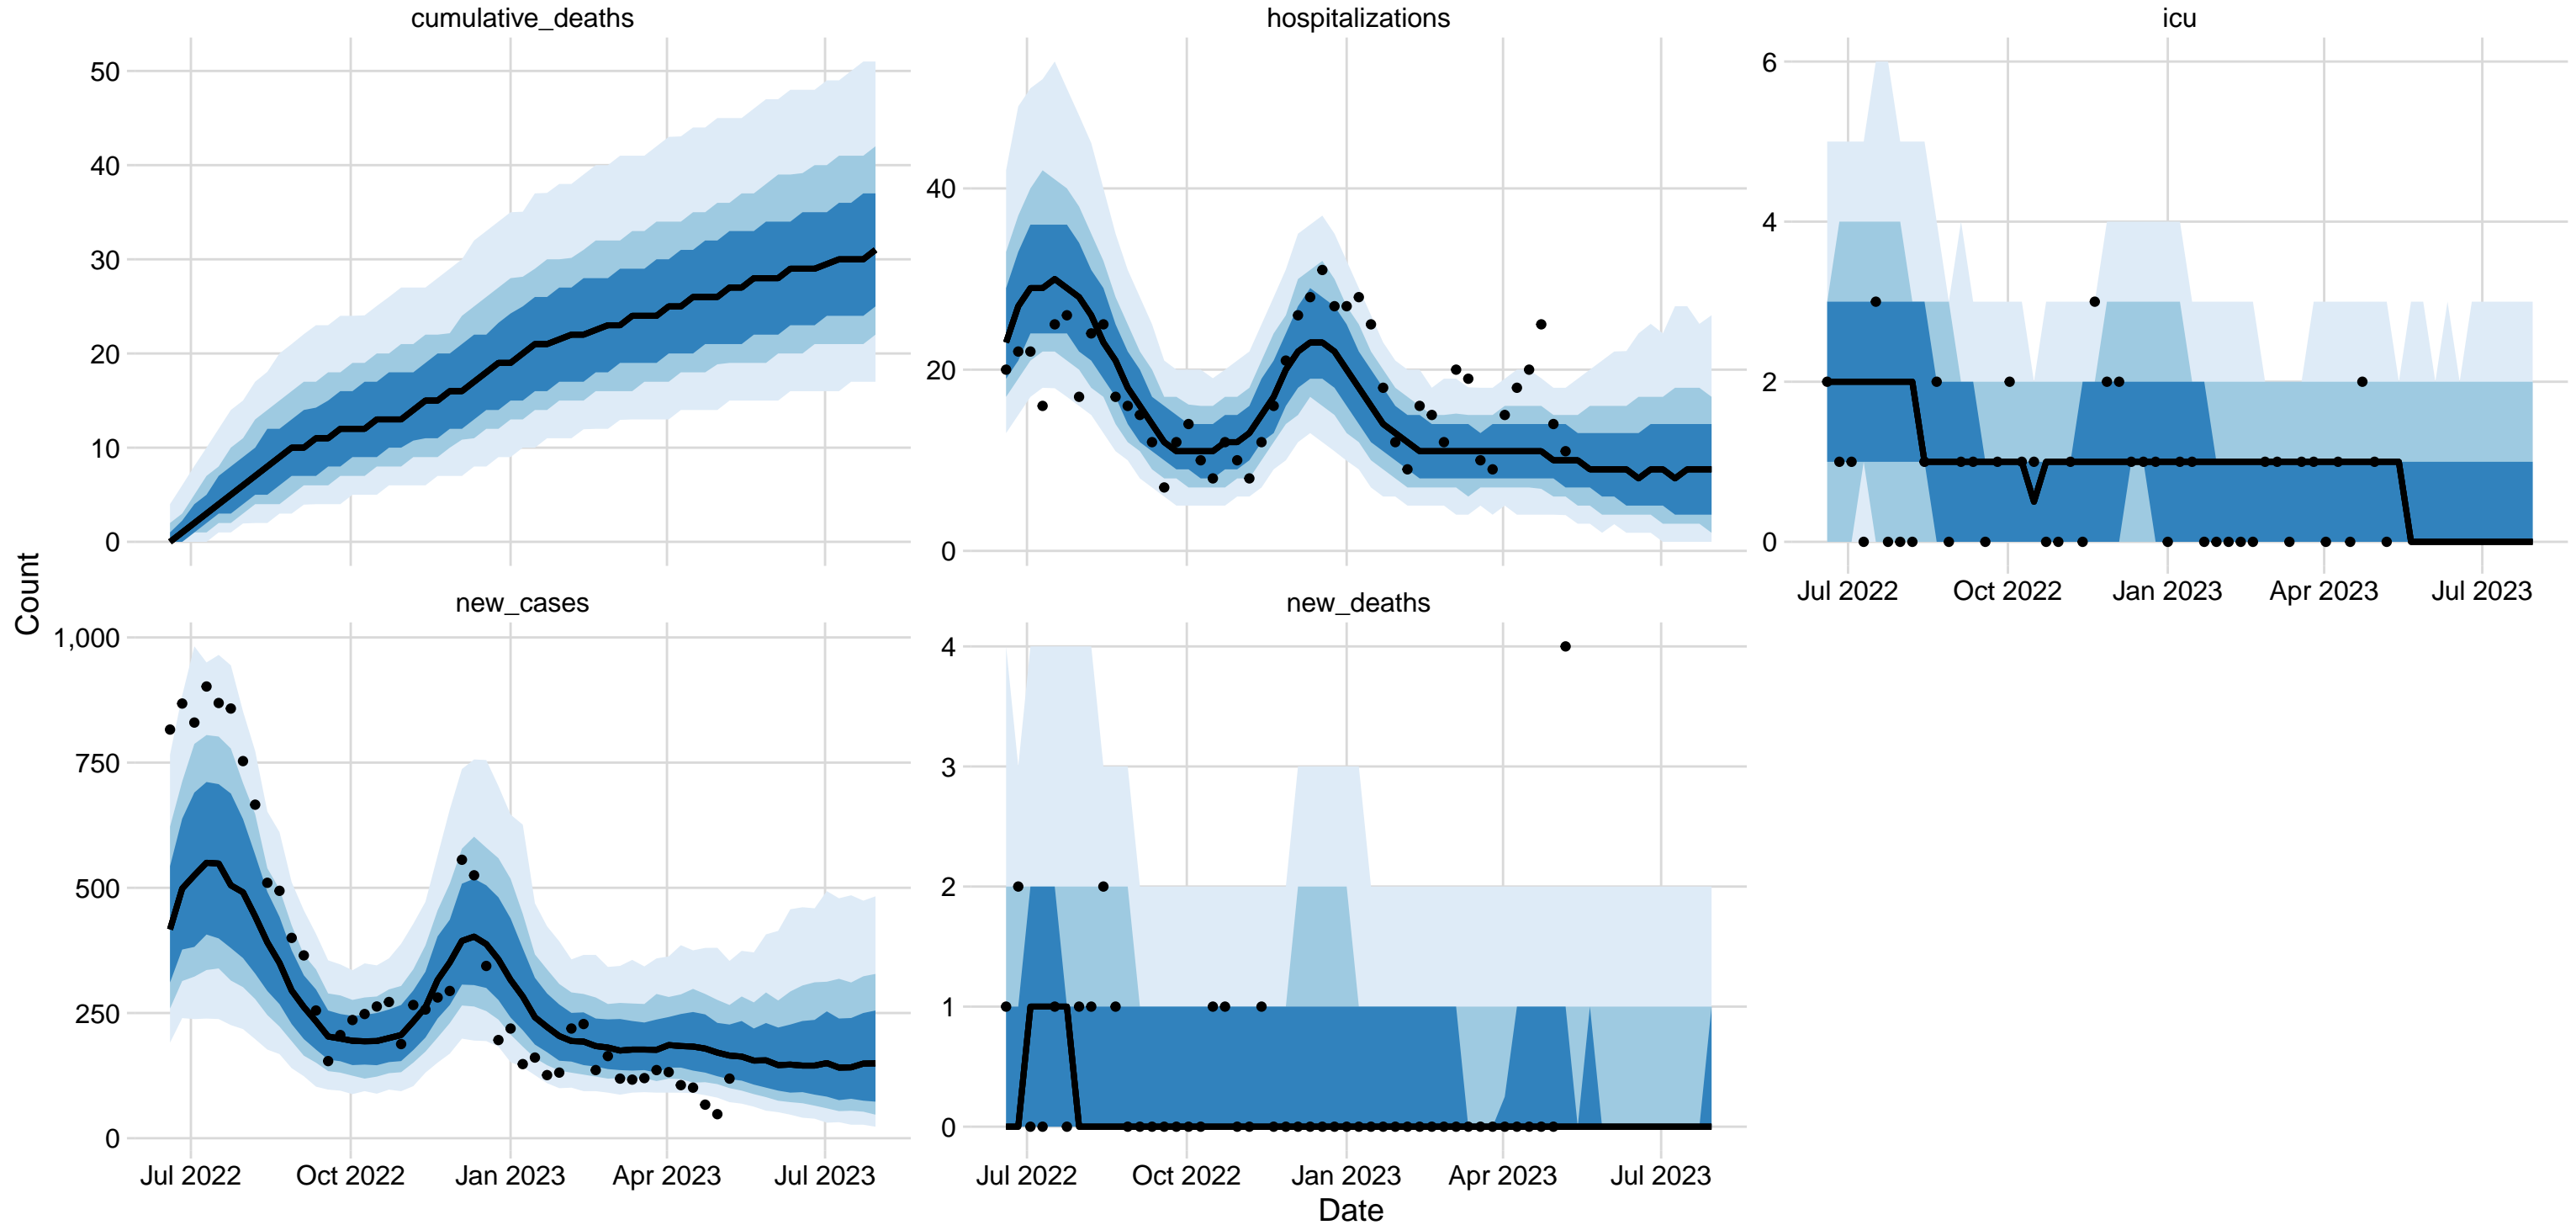 cumulative_deaths
hospitalizations
icu
50
40
30
20
10
0
40
20
0
6
4
2
0
Jul 2022
Oct 2022
Jan 2023
Apr 2023
Jul 2023
Count
new_cases
new_deaths
1,000
750
500
250
0
4
3
2
1
0
Jul 2022
Oct 2022
Jan 2023
Apr 2023
Jul 2023
Jul 2022
Oct 2022
Jan 2023
Apr 2023
Jul 2023
Date